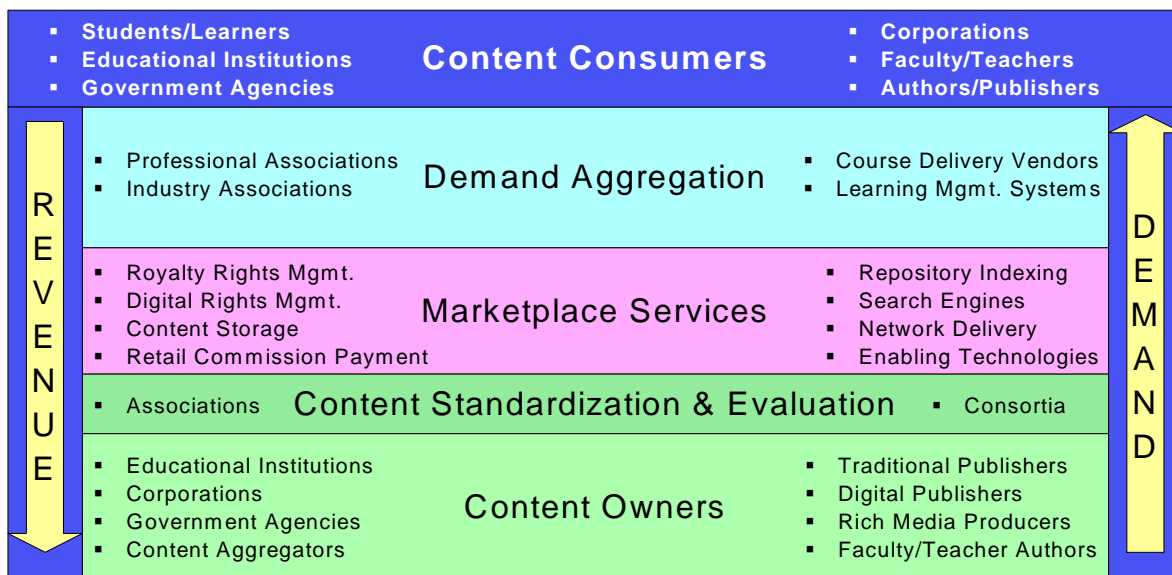 ▪ Students/Learners
▪ Educational Institutions
▪ Government Agencies
Content Consumers
▪ Corporations
▪ Faculty/Teachers
▪ Authors/Publishers
REVENUE
▪ Professional Associations
▪ Industry Associations
Demand Aggregation
▪ Course Delivery Vendors
▪ Learning Mgmt. Systems
▪ Royalty Rights Mgmt.
▪ Digital Rights Mgmt.
▪ Content Storage
▪ Retail Commission Payment
Marketplace Services
▪ Repository Indexing
▪ Search Engines
▪ Network Delivery
▪ Enabling Technologies
▪ Associations
Content Standardization & Evaluation
▪ Consortia
▪ Educational Institutions
▪ Corporations
▪ Government Agencies
▪ Content Aggregators
Content Owners
▪ Traditional Publishers
▪ Digital Publishers
▪ Rich Media Producers
▪ Faculty/Teacher Authors
DEMAND